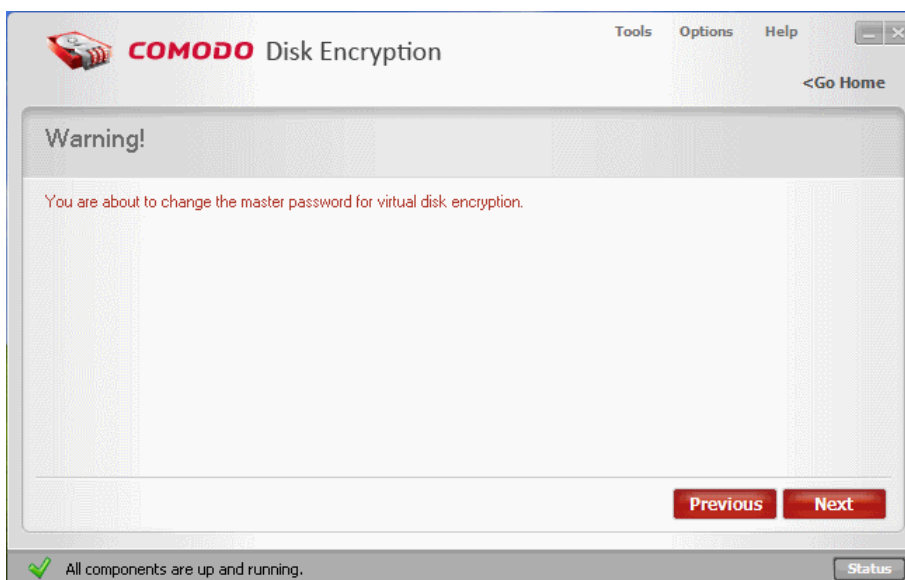 COMODO Disk Encryption
Tools Options Help
<Go Home
Warning!
You are about to change the master password for virtual disk encryption.
Previous Next
All components are up and running.
Status